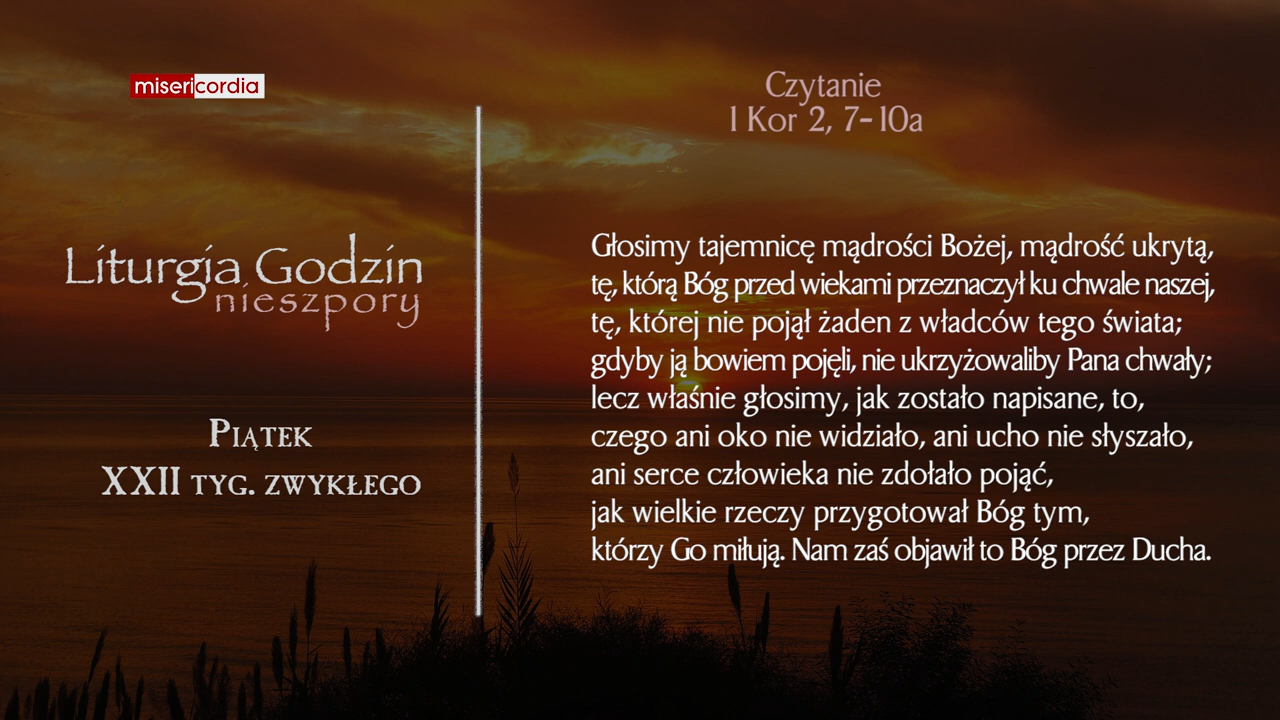 misericordia
Liturgia Godzin
nieszpory
Piątek
XXII tyg. zwykłego
Czytanie
1 Kor 2, 7-10a
Głosimy tajemnicę mądrości Bożej, mądrość ukrytą,
tę, którą Bóg przed wiekami przeznaczył ku chwale naszej,
tę, której nie pojął żaden z władców tego świata;
gdyby ją bowiem pojęli, nie ukrzyżowaliby Pana chwały;
lecz właśnie głosimy, jak zostało napisane, to,
czego ani oko nie widziało, ani ucho nie słyszało,
ani serce człowieka nie zdołało pojąć,
jak wielkie rzeczy przygotował Bóg tym,
którzy Go miłują. Nam zaś objawił to Bóg przez Ducha.